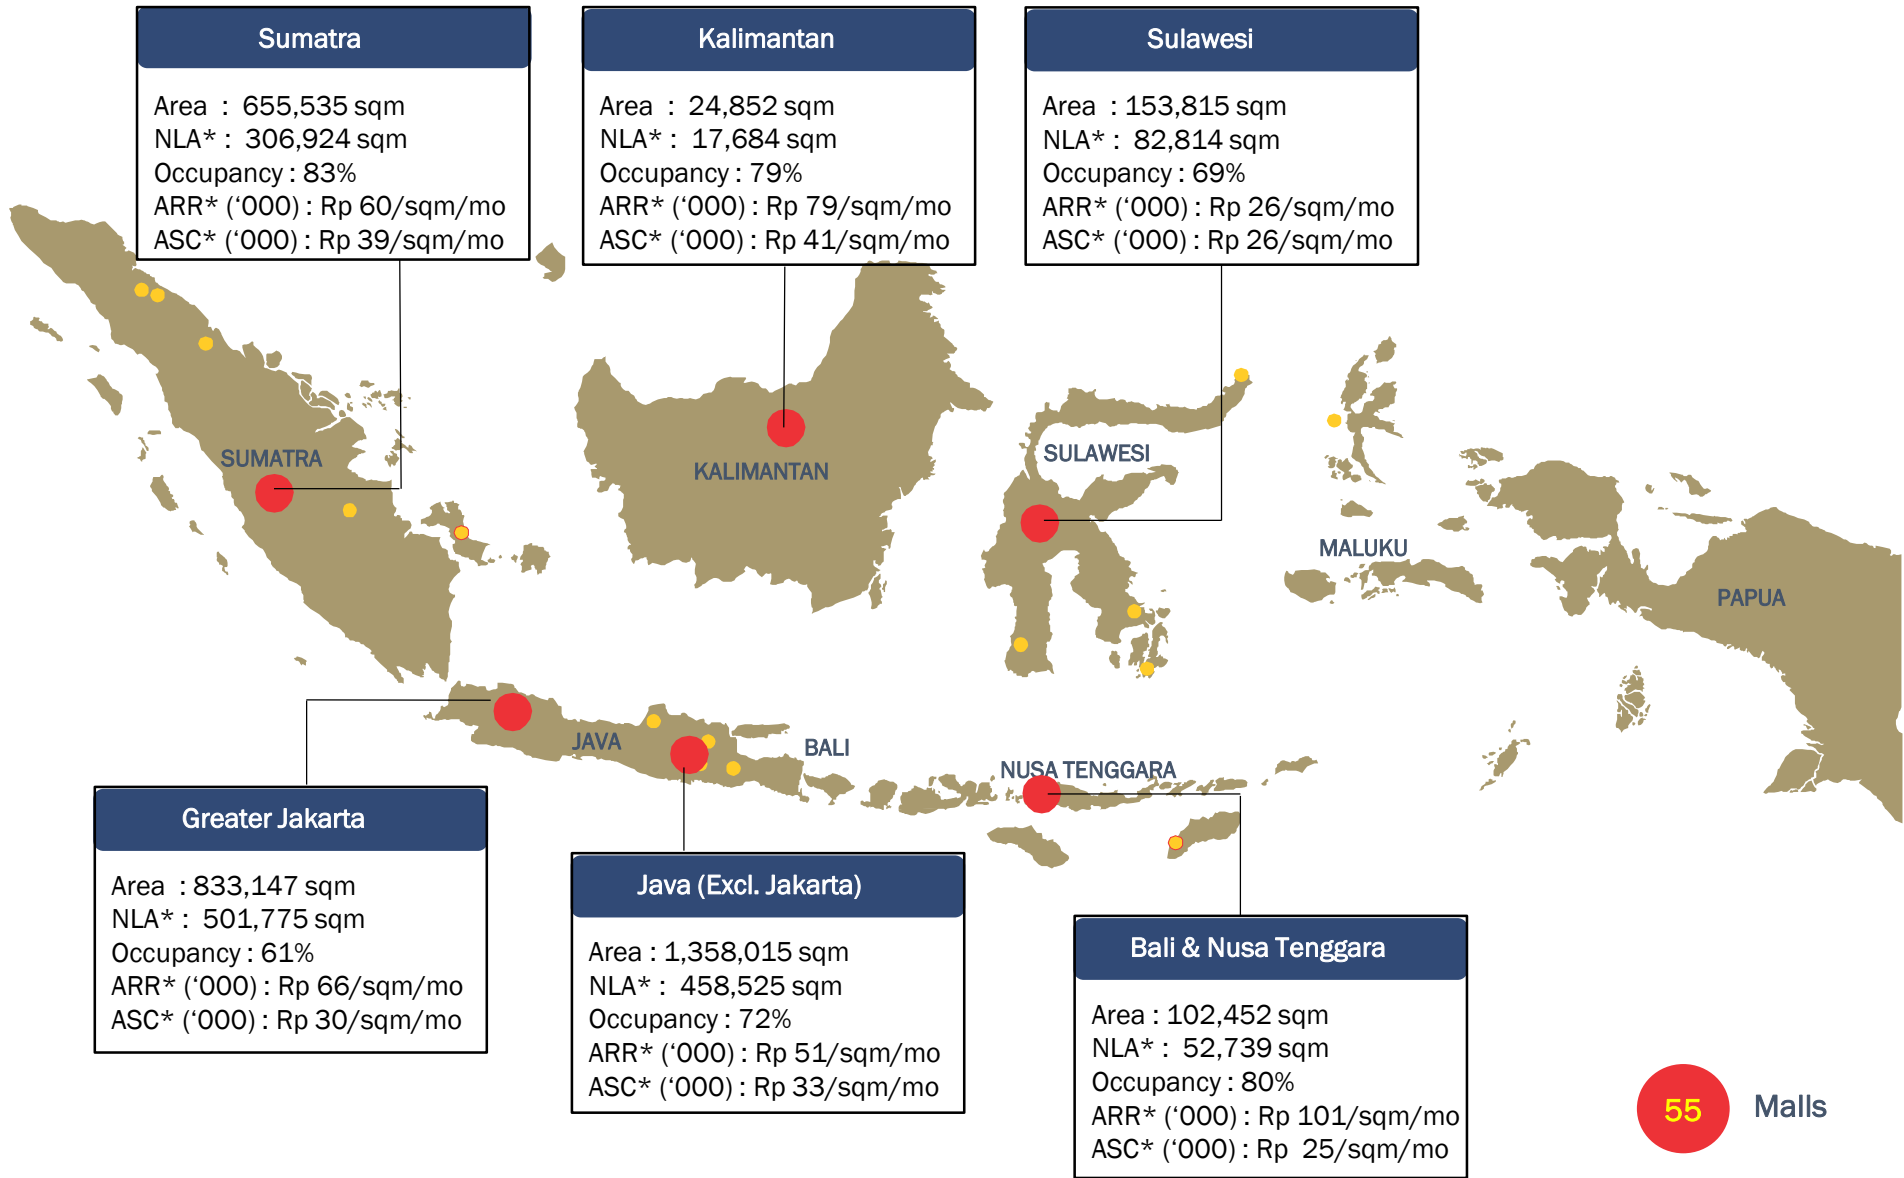 Sumatra
Area : 655,535 sqm
NLA* : 306,924 sqm
Occupancy : 83%
ARR* (‘000) : Rp 60/sqm/mo
ASC* (‘000) : Rp 39/sqm/mo
Kalimantan
Area : 24,852 sqm
NLA* : 17,684 sqm
Occupancy : 79%
ARR* (‘000) : Rp 79/sqm/mo
ASC* (‘000) : Rp 41/sqm/mo
Sulawesi
Area : 153,815 sqm
NLA* : 82,814 sqm
Occupancy : 69%
ARR* (‘000) : Rp 26/sqm/mo
ASC* (‘000) : Rp 26/sqm/mo
SUMATRA
KALIMANTAN
SULAWESI
MALUKU
PAPUA
JAVA
BALI
NUSA TENGGARA
Greater Jakarta
Area : 833,147 sqm
NLA* : 501,775 sqm
Occupancy : 61%
ARR* (‘000) : Rp 66/sqm/mo
ASC* (‘000) : Rp 30/sqm/mo
Java (Excl. Jakarta)
Area : 1,358,015 sqm
NLA* : 458,525 sqm
Occupancy : 72%
ARR* (‘000) : Rp 51/sqm/mo
ASC* (‘000) : Rp 33/sqm/mo
Bali & Nusa Tenggara
Area : 102,452 sqm
NLA* : 52,739 sqm
Occupancy : 80%
ARR* (‘000) : Rp 101/sqm/mo
ASC* (‘000) : Rp 25/sqm/mo
55 Malls